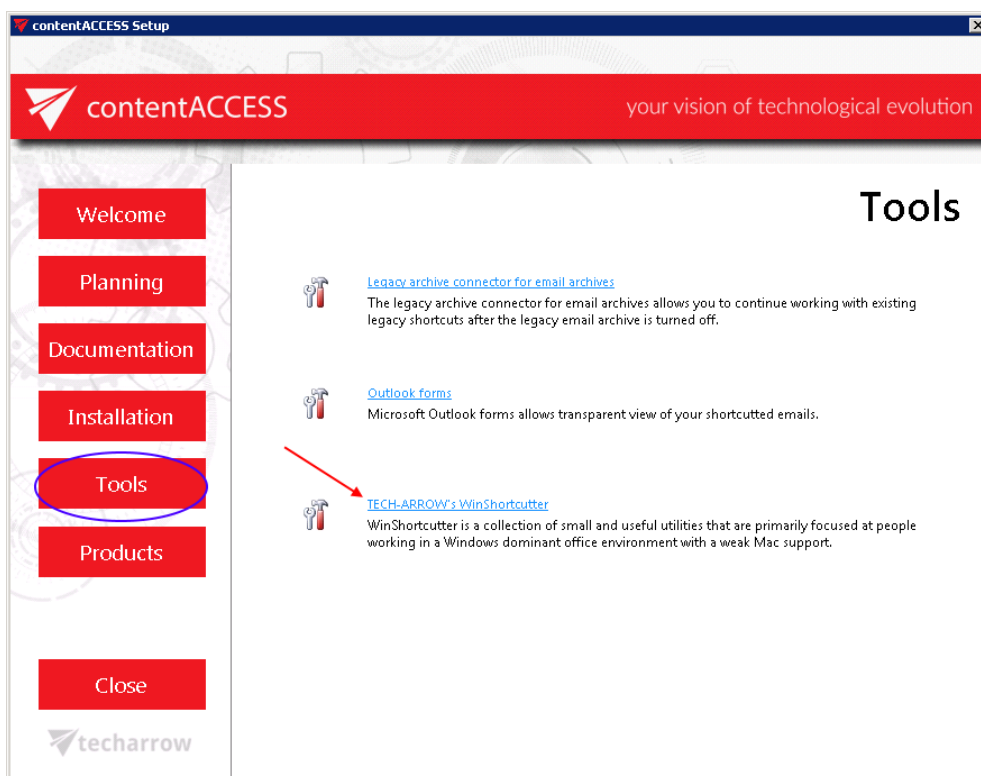 contentACCESS Setup
contentACCESS
your vision of technological evolution
Welcome
Planning
Documentation
Installation
Tools
Products
Close
techarrow
Tools
Legacy archive connector for email archives
The legacy archive connector for email archives allows you to continue working with existing
legacy shortcuts after the legacy email archive is turned off.
Outlook forms
Microsoft Outlook forms allows transparent view of your shortcutted emails.
TECH-ARROW's WinShortcutter
WinShortcutter is a collection of small and useful utilities that are primarily focused at people
working in a Windows dominant office environment with a weak Mac support.